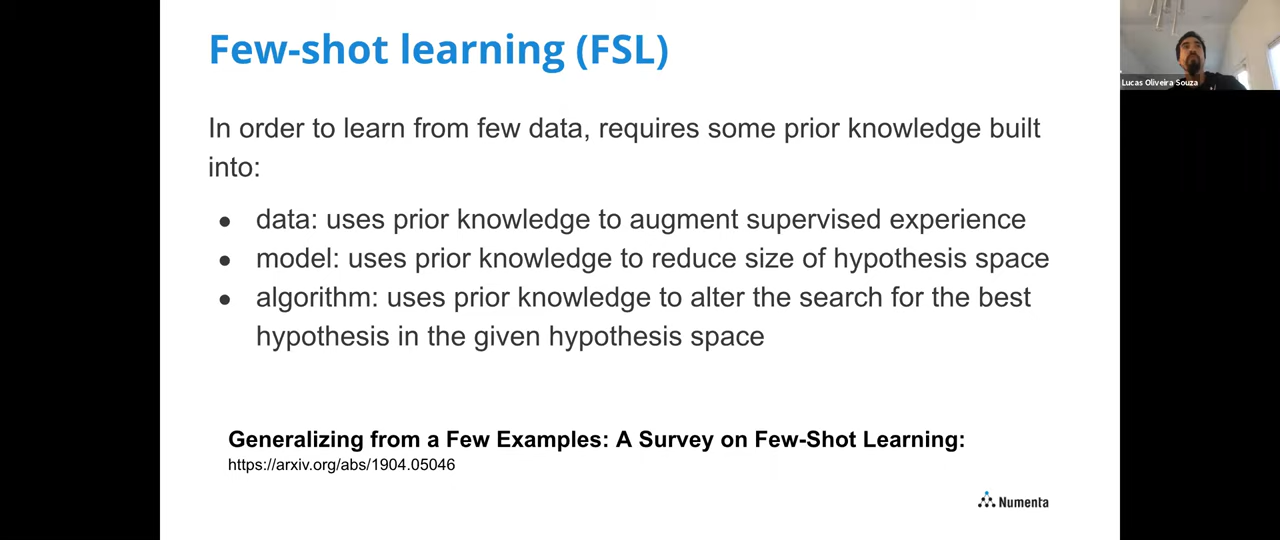 Few-shot learning (FSL)
Lucas Oliveira Souza
In order to learn from few data, requires some prior knowledge built
into:
● data: uses prior knowledge to augment supervised experience
● model: uses prior knowledge to reduce size of hypothesis space
● algorithm: uses prior knowledge to alter the search for the best
hypothesis in the given hypothesis space
Generalizing from a Few Examples: A Survey on Few-Shot Learning:
https://arxiv.org/abs/1904.05046
Numenta